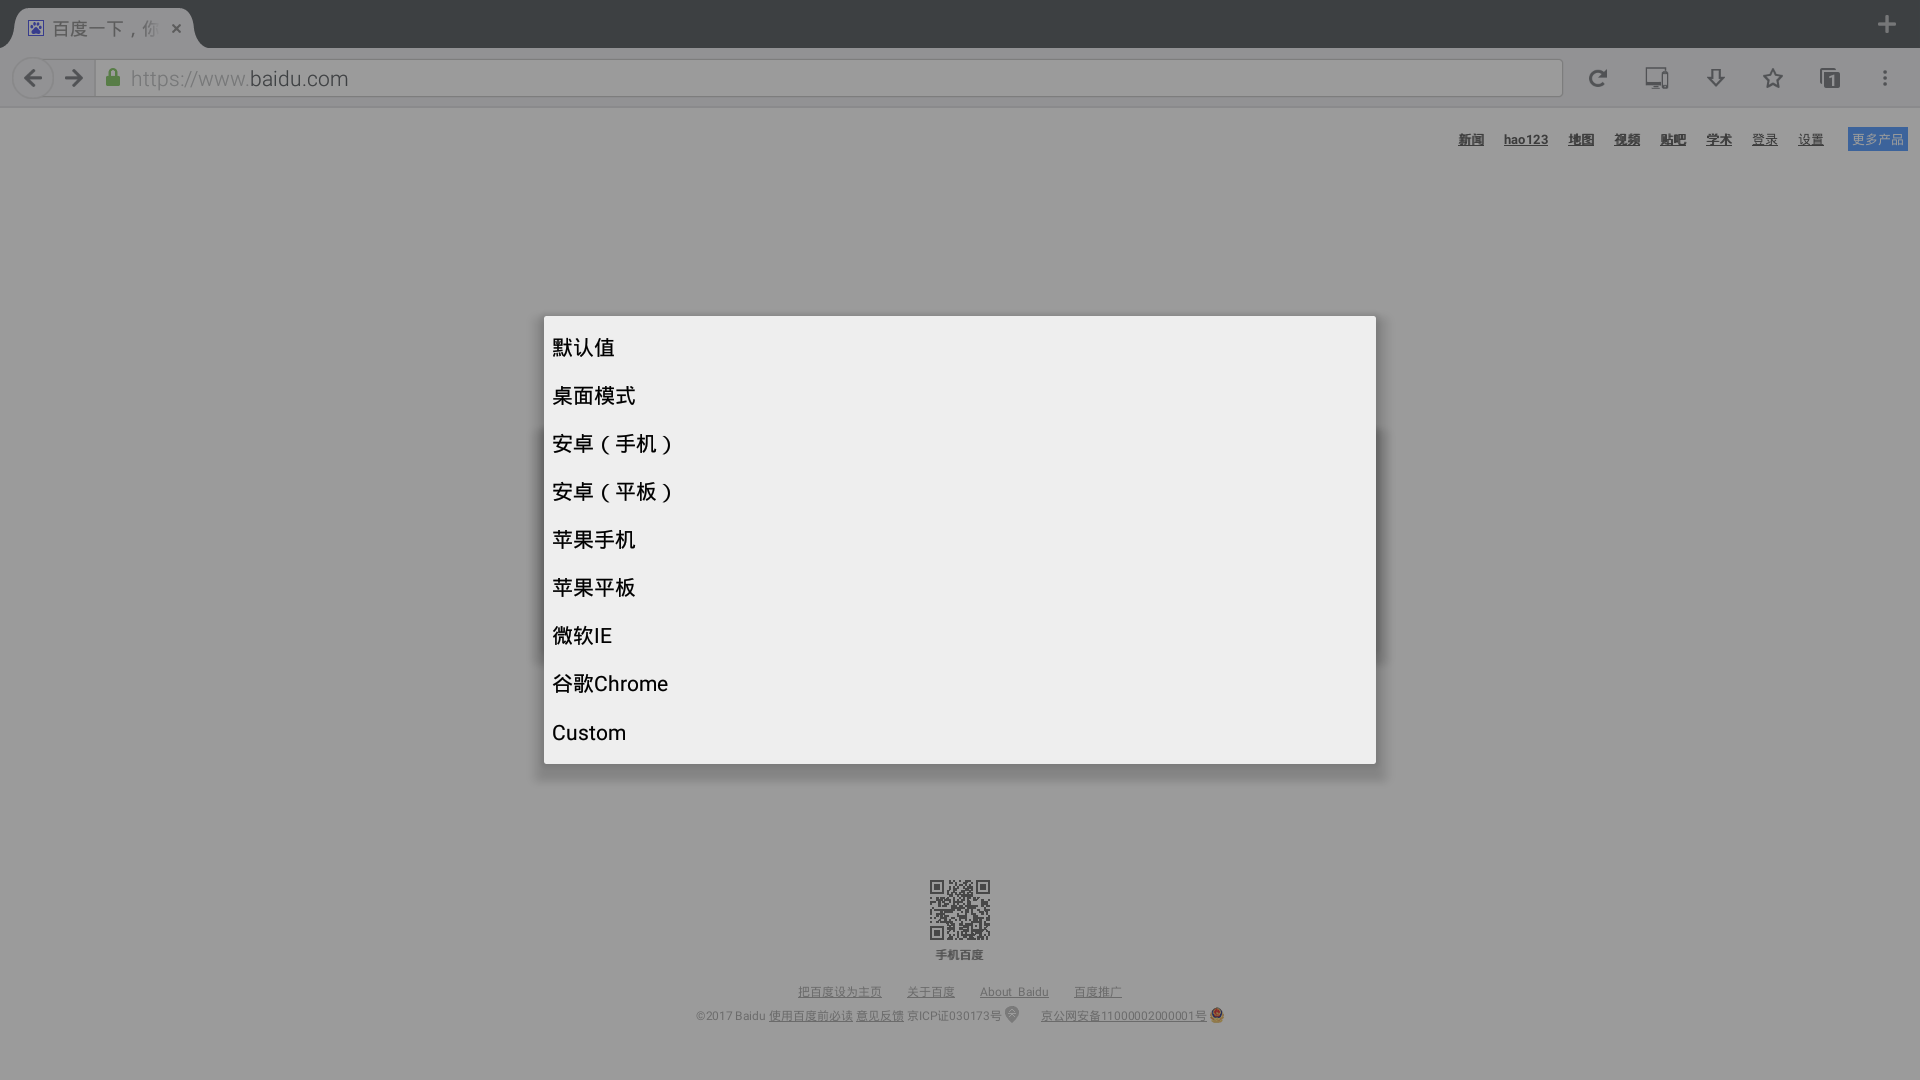 百度一下，你
https://www.baidu.com
1
新闻 hao123 地图 视频 贴吧 学术 登录 设置 更多产品
默认值
桌面模式
安卓（手机）
安卓（平板）
苹果手机
苹果平板
微软IE
谷歌Chrome
Custom
手机百度
把百度设为主页 关于百度 About Baidu 百度推广
©2017 Baidu 使用百度前必读 意见反馈 京ICP证030173号 京公网安备11000002000001号